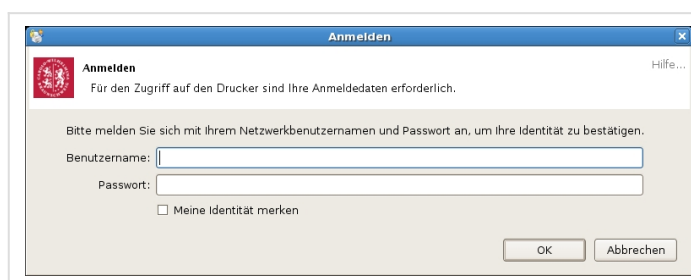 Anmelden
Anmelden
Hilfe...
Für den Zugriff auf den Drucker sind Ihre Anmeldedaten erforderlich.
Bitte melden Sie sich mit Ihrem Netzwerkbenutzernamen und Passwort an, um Ihre Identität zu bestätigen.
Benutzername:
Passwort:
Meine Identität merken
OK
Abbrechen